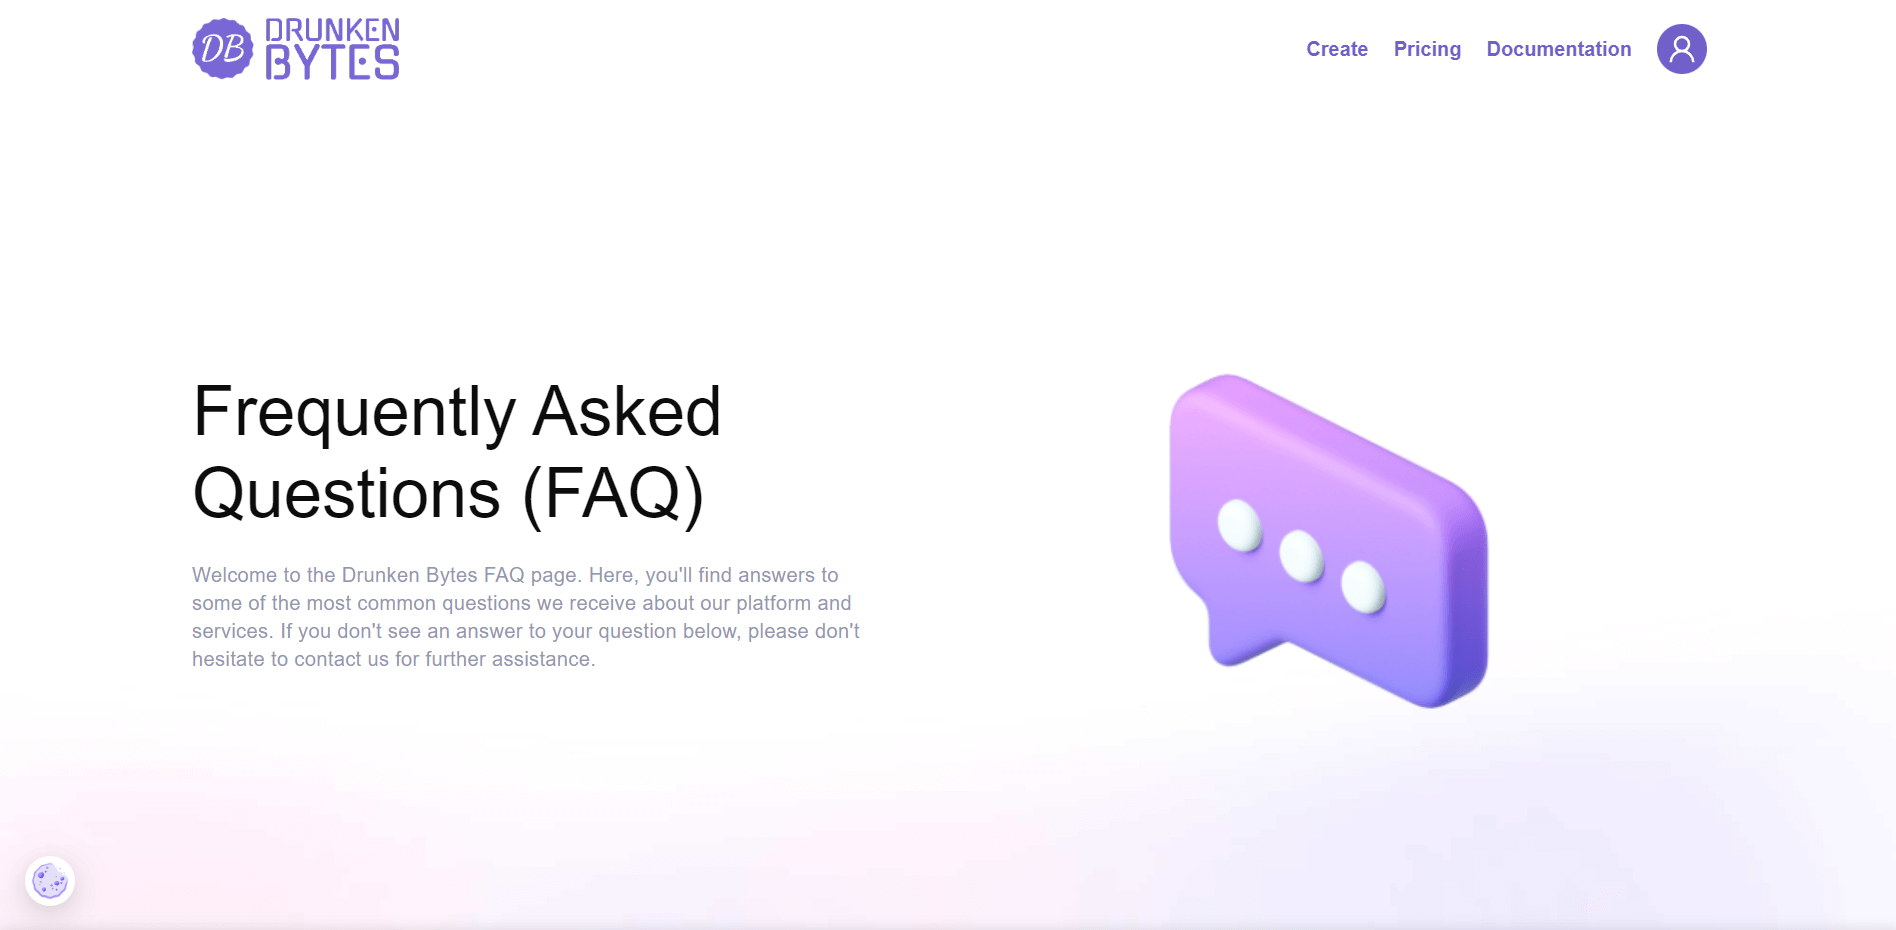 DB
DRUNKEN
BYTES
Create Pricing Documentation
Frequently Asked
Questions (FAQ)
Welcome to the Drunken Bytes FAQ page. Here, you'll find answers to
some of the most common questions we receive about our platform and
services. If you don't see an answer to your question below, please don't
hesitate to contact us for further assistance.